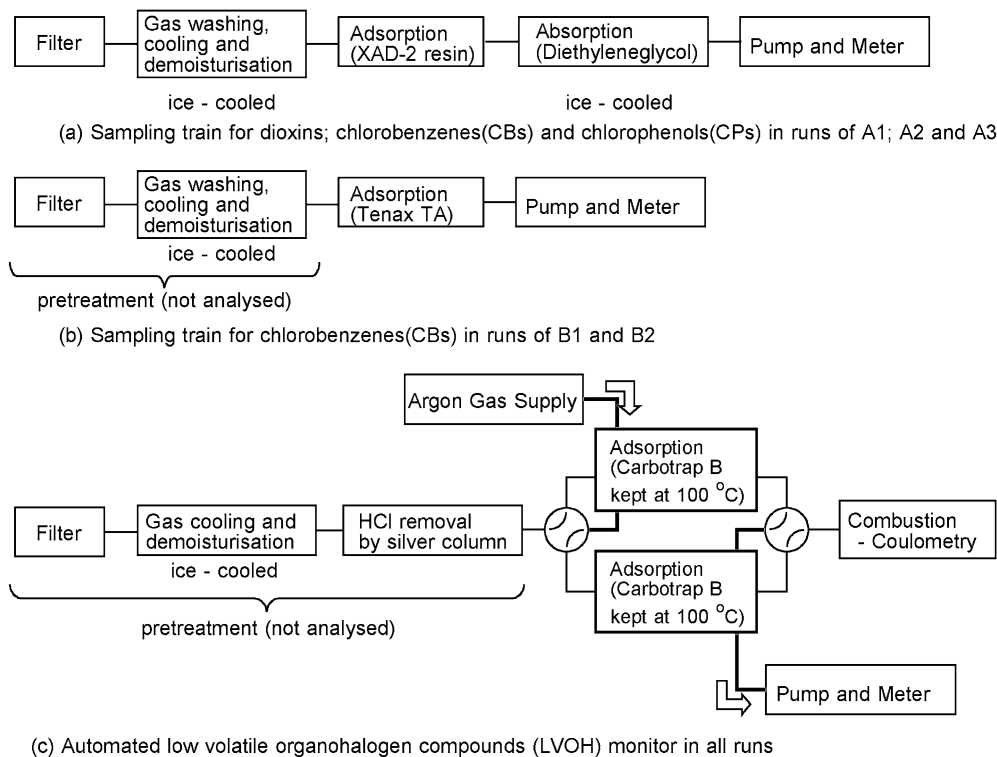 Filter
Gas washing,
cooling and
demoisturisation
Adsorption
(XAD-2 resin)
Absorption
(Diethyleneglycol)
Pump and Meter
ice - cooled
ice - cooled
(a) Sampling train for dioxins; chlorobenzenes(CBs) and chlorophenols(CPs) in runs of A1; A2 and A3
Filter
Gas washing,
cooling and
demoisturisation
Adsorption
(Tenax TA)
Pump and Meter
ice - cooled
pretreatment (not analysed)
(b) Sampling train for chlorobenzenes(CBs) in runs of B1 and B2
Argon Gas Supply
Adsorption
(Carbotrap B
kept at 100 °C)
Filter
Gas cooling and
demoisturisation
HCl removal
by silver column
Combustion
- Coulometry
ice - cooled
Adsorption
(Carbotrap B
kept at 100 °C)
pretreatment (not analysed)
Pump and Meter
(c) Automated low volatile organohalogen compounds (LVOH) monitor in all runs